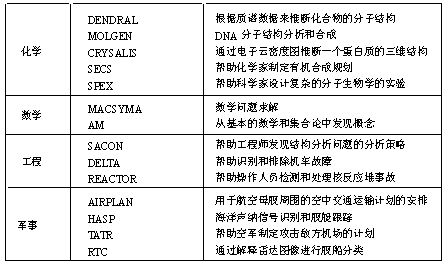 化学 DENDRAL 根据质谱数据来推断化合物的分子结构
MOLGEN DNA 分子结构分析和合成
CRYSALIS 通过电子云密度图推断一个蛋白质的三维结构
SECS 帮助化学家制定有机合成规划
SPEX 帮助科学家设计复杂的分子生物学的实验
数学 MACSYMA 数学问题求解
AM 从基本的数学和集合论中发现概念
工程 SACON 帮助工程师发现结构分析问题的分析策略
DELTA 帮助识别和排除机车故障
REACTOR 帮助操作人员检测和处理核反应堆事故
军事 AIRPLAN 用于航空母舰周围的空中交通运输计划的安排
HASP 海洋声纳信号识别和舰艇跟踪
TATR 帮助空军制定攻击敌方机场的计划
RTC 通过解释雷达图像进行舰船分类